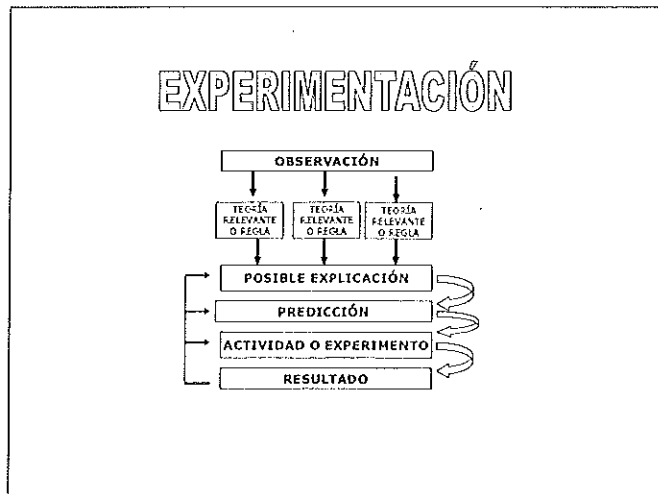 EXPERIMENTACIÓN
OBSERVACIÓN
TEORÍA RELEVANTE O REGLA
TEORÍA RELEVANTE O REGLA
TEORÍA RELEVANTE O REGLA
POSIBLE EXPLICACIÓN
PREDICCIÓN
ACTIVIDAD O EXPERIMENTO
RESULTADO